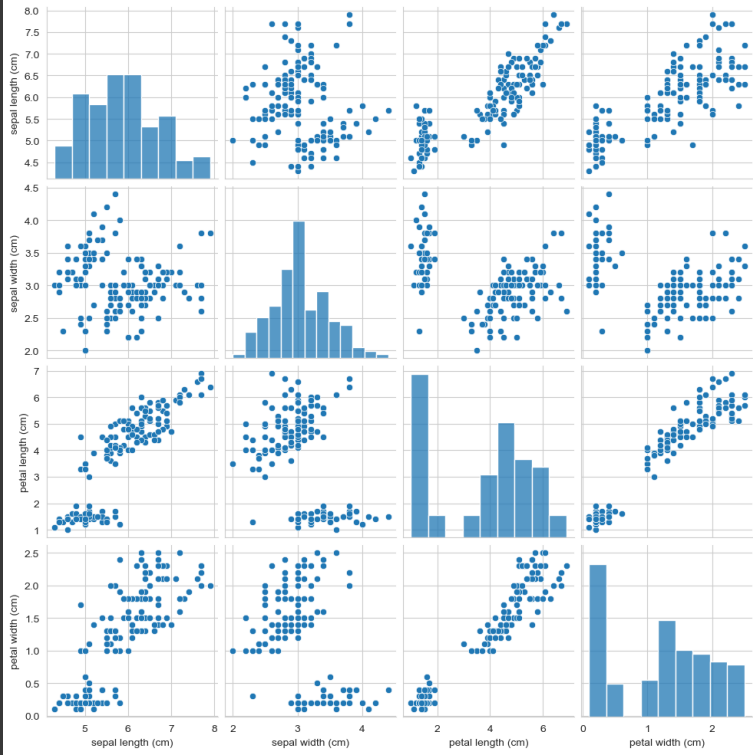 8.0
7.5
7.0
6.5
6.0
5.5
5.0
4.5
sepal length (cm)
4.5
4.0
3.5
3.0
2.5
2.0
sepal width (cm)
7
6
5
4
3
2
1
petal length (cm)
2.5
2.0
1.5
1.0
0.5
0.0
petal width (cm)
5 6 7 8
sepal length (cm)
2 3 4
sepal width (cm)
2 4 6
petal length (cm)
0 1 2
petal width (cm)